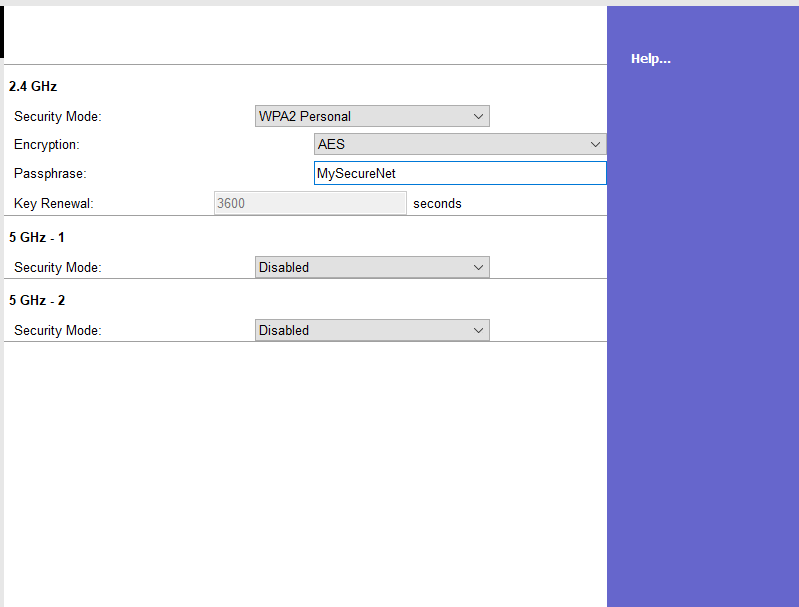 Help...
2.4 GHz
Security Mode: WPA2 Personal
Encryption: AES
Passphrase: MySecureNet
Key Renewal: 3600 seconds
5 GHz - 1
Security Mode: Disabled
5 GHz - 2
Security Mode: Disabled